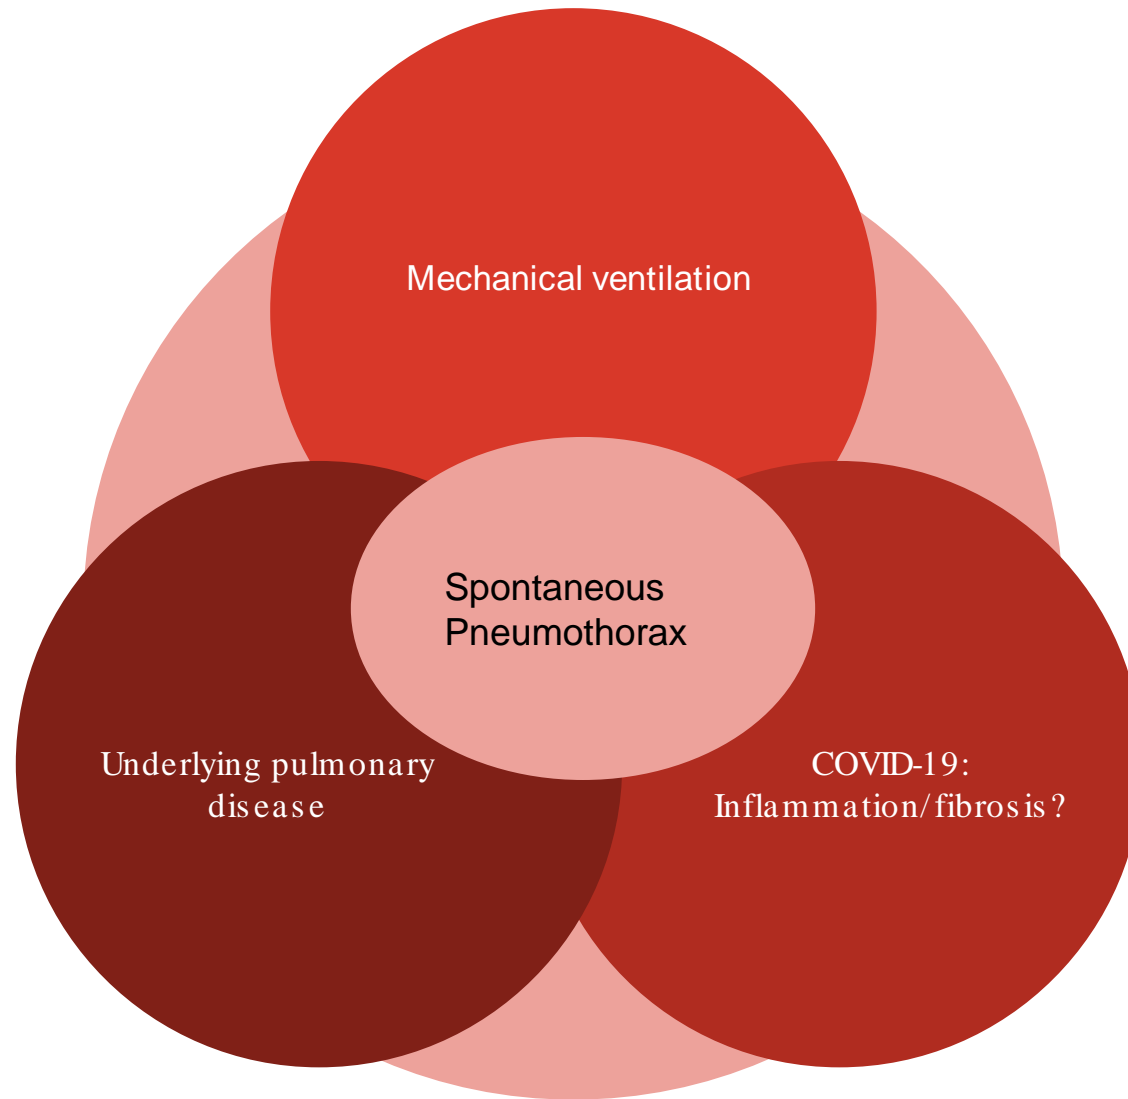 Mechanical ventilation
Spontaneous
Pneumothorax
Underlying pulmonary
disease
COVID-19:
Inflammation/fibrosis?